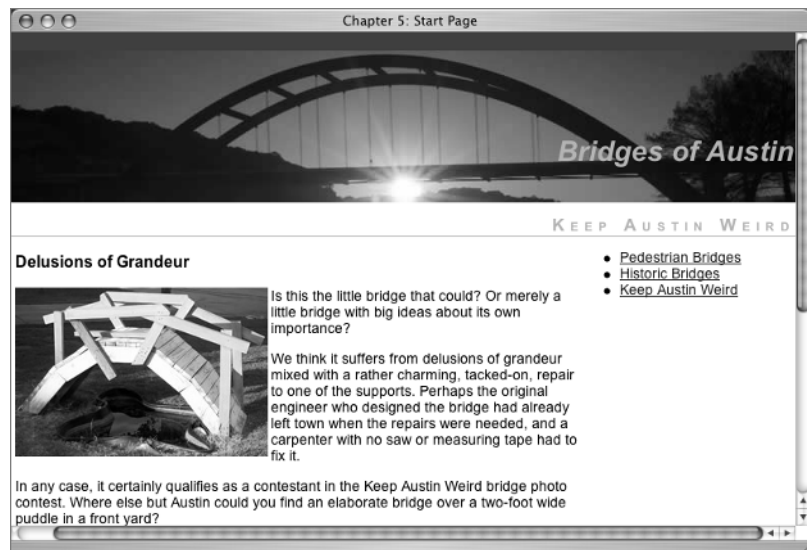 Chapter 5: Start Page
Bridges of Austin
KEEP AUSTIN WEIRD
Delusions of Grandeur
Is this the little bridge that could? Or merely a
little bridge with big ideas about its own
importance?
We think it suffers from delusions of grandeur
mixed with a rather charming, tacked-on, repair
to one of the supports. Perhaps the original
engineer who designed the bridge had already
left town when the repairs were needed, and a
carpenter with no saw or measuring tape had to
fix it.
In any case, it certainly qualifies as a contestant in the Keep Austin Weird bridge photo
contest. Where else but Austin could you find an elaborate bridge over a two-foot wide
puddle in a front yard?
Pedestrian Bridges
Historic Bridges
Keep Austin Weird